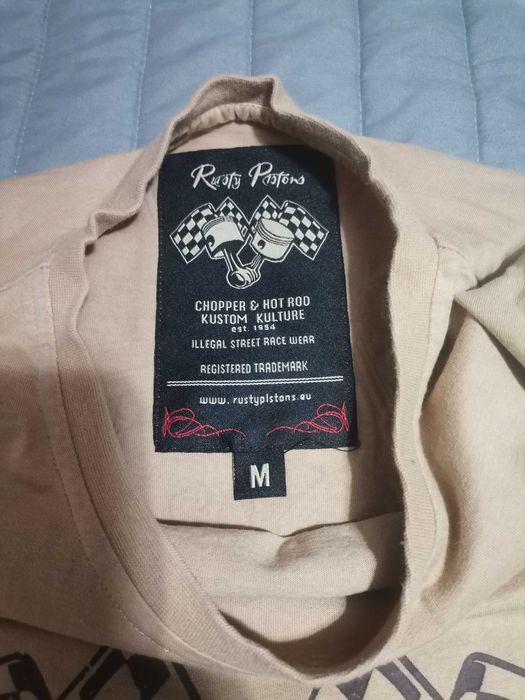 Rusty Pistons
CHOPPER & HOT ROD
KUSTOM KULTURE
est. 1954
ILLEGAL STREET RACE WEAR
REGISTERED TRADEMARK
www.rustypistons.eu
M